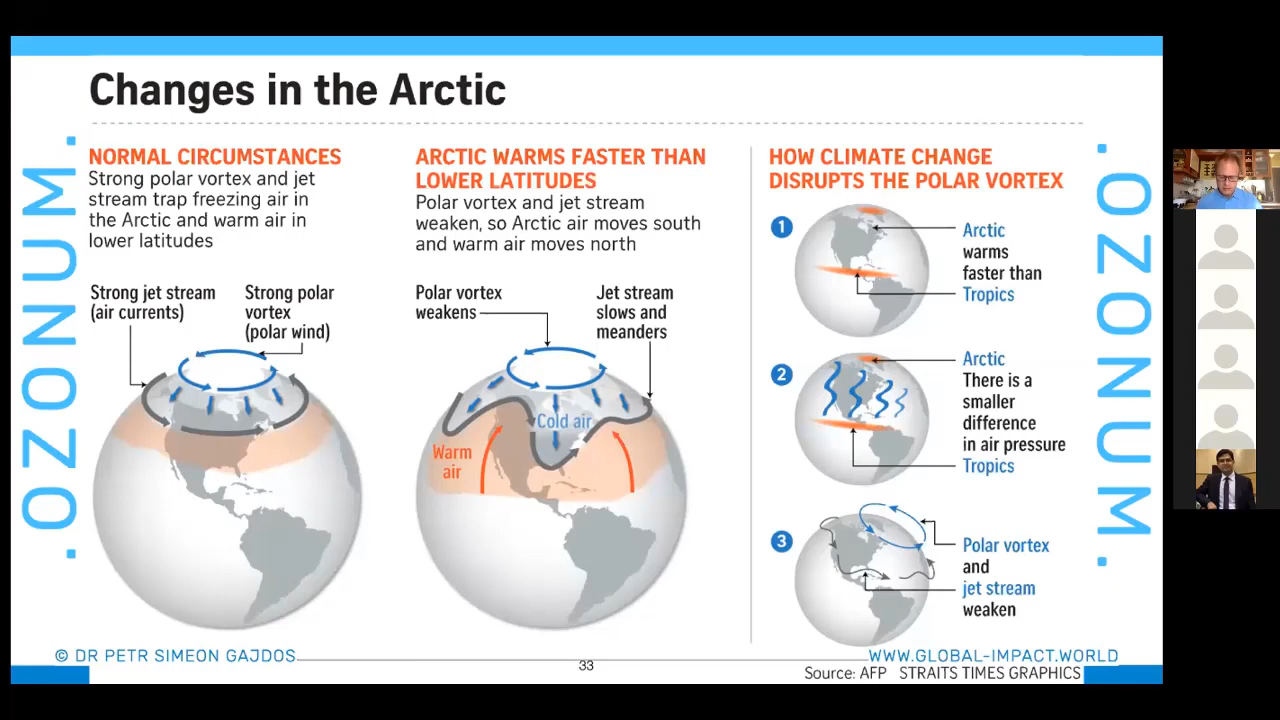 Changes in the Arctic
.OZONUM.
NORMAL CIRCUMSTANCES
Strong polar vortex and jet
stream trap freezing air in
the Arctic and warm air in
lower latitudes
Strong jet stream
(air currents)
Strong polar
vortex
(polar wind)
ARCTIC WARMS FASTER THAN
LOWER LATITUDES
Polar vortex and jet stream
weaken, so Arctic air moves south
and warm air moves north
Polar vortex
weakens
Jet stream
slows and
meanders
Cold air
Warm
air
HOW CLIMATE CHANGE
DISRUPTS THE POLAR VORTEX
1
Arctic
warms
faster than
Tropics
2
Arctic
There is a
smaller
difference
in air pressure
Tropics
3
Polar vortex
and
jet stream
weaken
.OZONUM.
© DR PETR SIMEON GAJDOS
33
WWW.GLOBAL-IMPACT.WORLD
Source: AFP STRAITS TIMES GRAPHICS